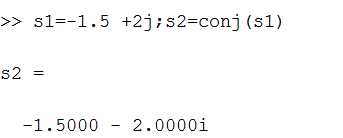 >> s1=-1.5 +2j;s2=conj(s1)
s2 =
-1.5000 - 2.0000i